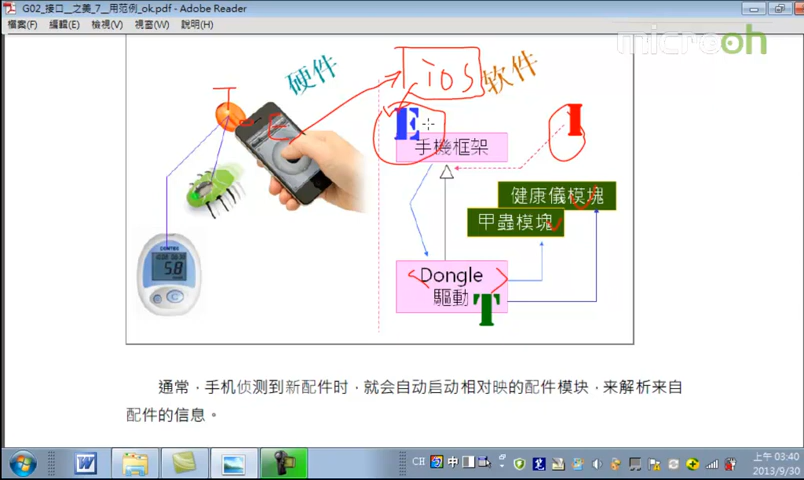 G02_接口__之美_7__用范例_ok.pdf - Adobe Reader
檔案(F) 編輯(E) 檢視(V) 視窗(W) 說明(H)
microoh
硬件
ios 软件
T
E
E
I
手機框架
健康儀模塊
甲蟲模塊
5.8
Dongle
驅動
T
通常，手机侦测到新配件时，就会自动启动相对映的配件模块，来解析来自
配件的信息。
CH 中
上午 03:40
2013/9/30